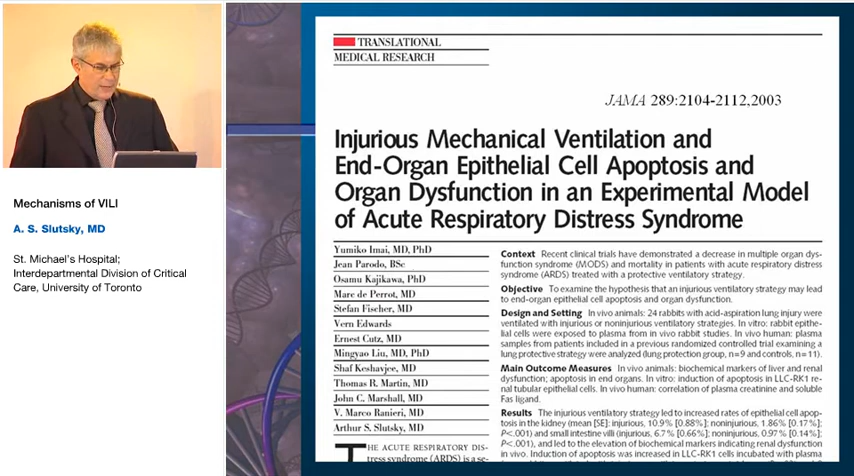 Mechanisms of VILI
A. S. Slutsky, MD
St. Michael's Hospital;
Interdepartmental Division of Critical
Care, University of Toronto
TRANSLATIONAL
MEDICAL RESEARCH
JAMA 289:2104-2112,2003
Injurious Mechanical Ventilation and
End-Organ Epithelial Cell Apoptosis and
Organ Dysfunction in an Experimental Model
of Acute Respiratory Distress Syndrome
Yumiko Imai, MD, PhD
Jean Parodo, BSc
Osamu Kajikawa, PhD
Marc de Perrot, MD
Stefan Fischer, MD
Vern Edwards
Ernest Cutz, MD
Mingyao Liu, MD, PhD
Shaf Keshavjee, MD
Thomas R. Martin, MD
John C. Marshall, MD
V. Marco Ranieri, MD
Arthur S. Slutsky, MD
THE ACUTE RESPIRATORY DIS-
tress syndrome (ARDS) is a se-
Context Recent clinical trials have demonstrated a decrease in multiple organ dys-
function syndrome (MODS) and mortality in patients with acute respiratory distress
syndrome (ARDS) treated with a protective ventilatory strategy.
Objective To examine the hypothesis that an injurious ventilatory strategy may lead
to end-organ epithelial cell apoptosis and organ dysfunction.
Design and Setting In vivo animals: 24 rabbits with acid-aspiration lung injury were
ventilated with injurious or noninjurious ventilatory strategies. In vitro: rabbit epithe-
lial cells were exposed to plasma from in vivo rabbit studies. In vivo human: plasma
samples from patients included in a previous randomized controlled trial examining a
lung protective strategy were analyzed (lung protection group, n=9 and controls, n=11).
Main Outcome Measures In vivo animals: biochemical markers of liver and renal
dysfunction; apoptosis in end organs. In vitro: induction of apoptosis in LLC-RK1 re-
nal tubular epithelial cells. In vivo human: correlation of plasma creatinine and soluble
Fas ligand.
Results The injurious ventilatory strategy led to increased rates of epithelial cell apop-
tosis in the kidney (mean [SE]: injurious, 10.9% [0.88%]; noninjurious, 1.86% [0.17%];
P<.001) and small intestine villi (injurious, 6.7% [0.66%]; noninjurious, 0.97% [0.14%];
P<.001), and led to the elevation of biochemical markers indicating renal dysfunction
in vivo. Induction of apoptosis was increased in LLC-RK1 cells incubated with plasma